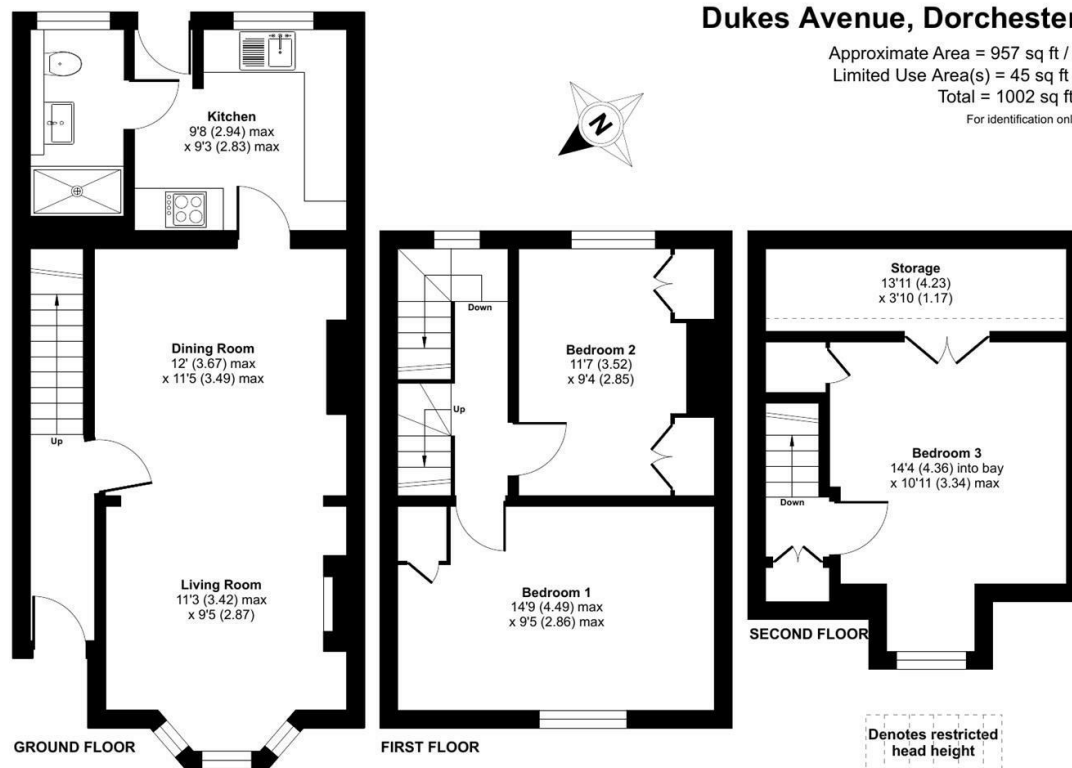 Dukes Avenue, Dorchester
Approximate Area = 957 sq ft /
Limited Use Area(s) = 45 sq ft
Total = 1002 sq ft
For identification onl
N
Kitchen
9'8 (2.94) max
x 9'3 (2.83) max
Dining Room
12' (3.67) max
x 11'5 (3.49) max
Up
Living Room
11'3 (3.42) max
x 9'5 (2.87)
GROUND FLOOR
Down
Up
Bedroom 2
11'7 (3.52)
x 9'4 (2.85)
Bedroom 1
14'9 (4.49) max
x 9'5 (2.86) max
FIRST FLOOR
Storage
13'11 (4.23)
x 3'10 (1.17)
Bedroom 3
14'4 (4.36) into bay
x 10'11 (3.34) max
Down
SECOND FLOOR
Denotes restricted
head height